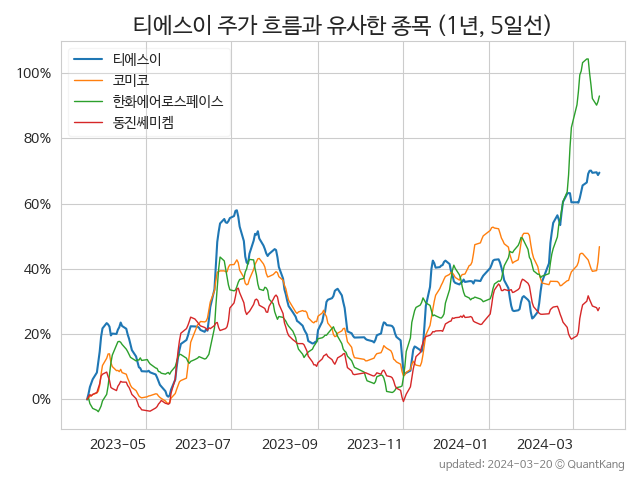 티에스이 주가 흐름과 유사한 종목 (1년, 5일선)
티에스이
코미코
한화에어로스페이스
동진쎄미켐
100%
80%
60%
40%
20%
0%
2023-05 2023-07 2023-09 2023-11 2024-01 2024-03
updated: 2024-03-20 © QuantKang